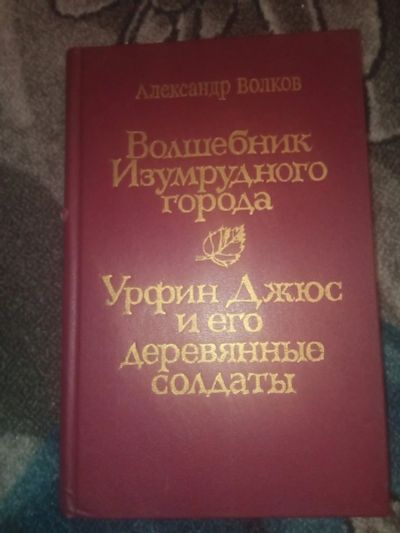 Александр Волков
Волшебник
Изумрудного
города
Урфин Джюс
и его
деревянные
солдаты